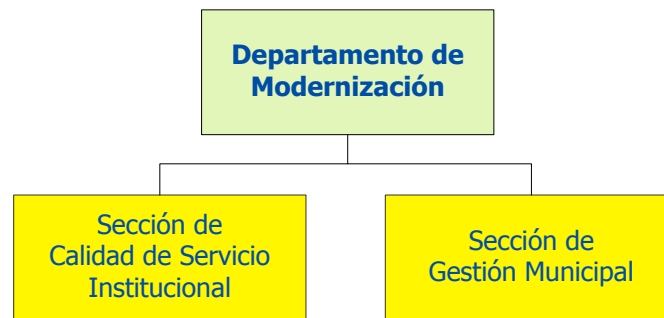 Departamento de
Modernización
Sección de
Calidad de Servicio
Institucional
Sección de
Gestión Municipal